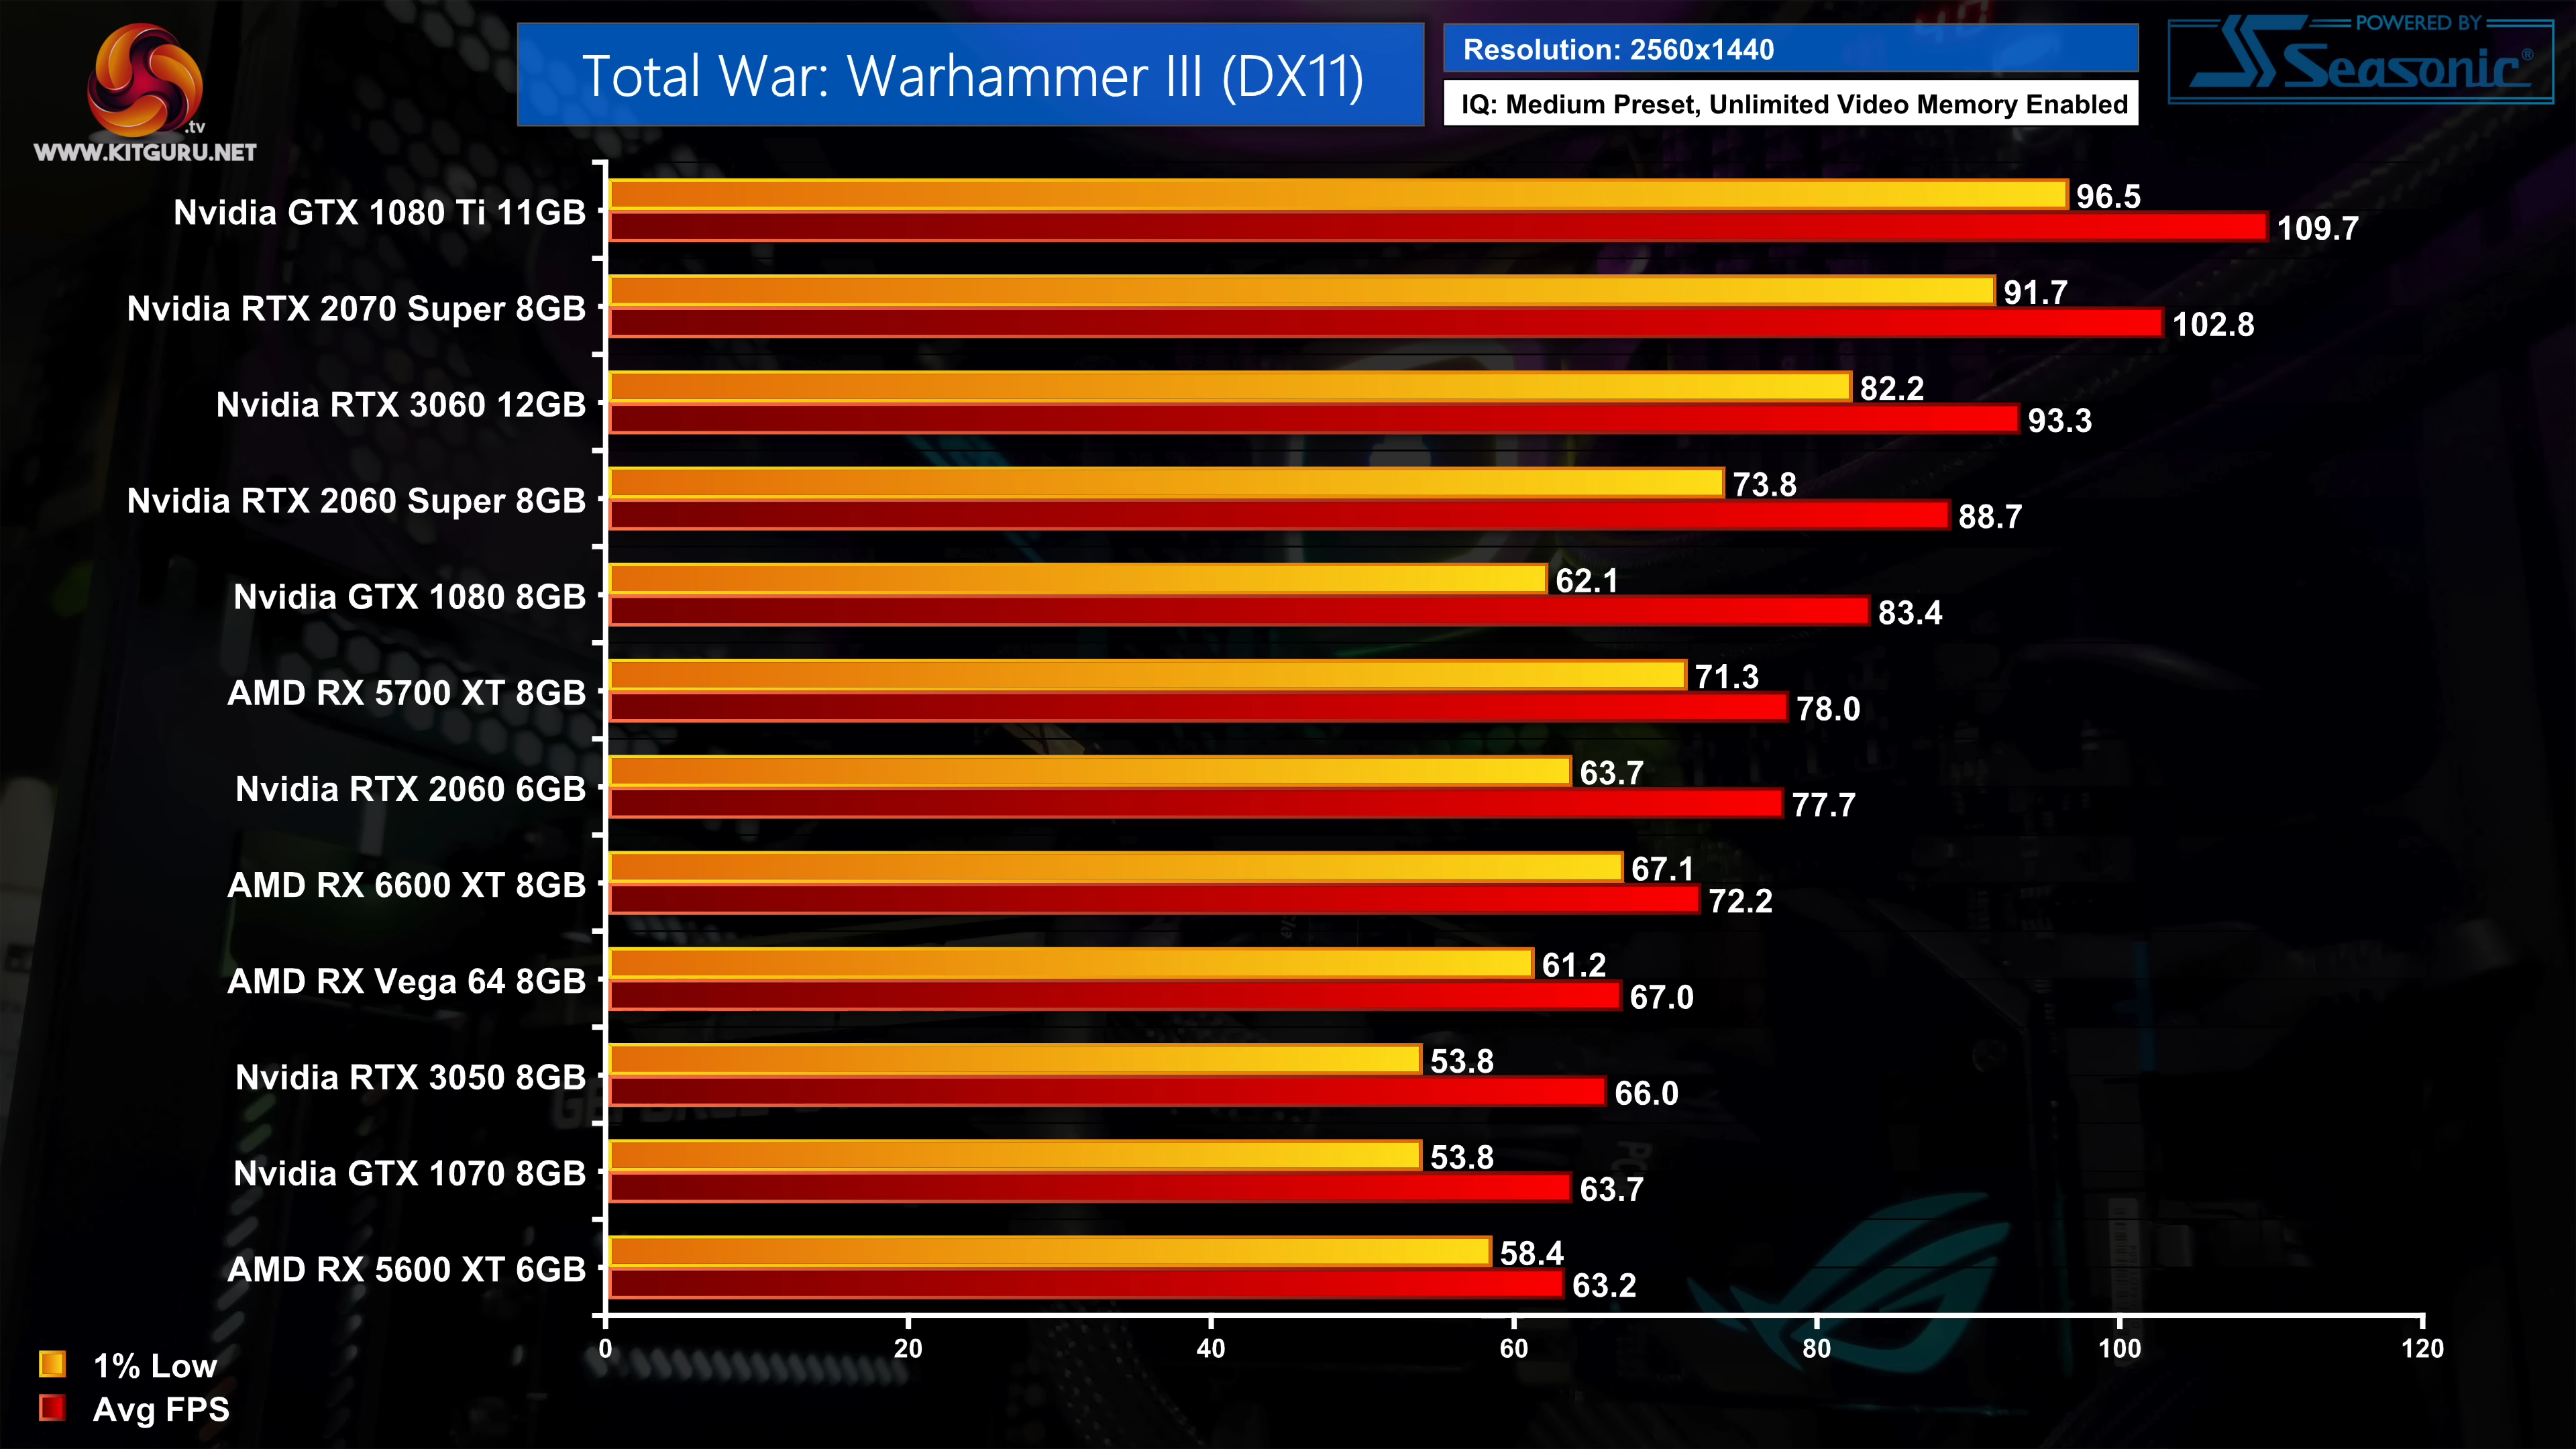 Total War: Warhammer III (DX11)
Resolution: 2560x1440
IQ: Medium Preset, Unlimited Video Memory Enabled
POWERED BY
Seasonic®
.tv
WWW.KITGURU.NET
Nvidia GTX 1080 Ti 11GB
96.5
109.7
Nvidia RTX 2070 Super 8GB
91.7
102.8
Nvidia RTX 3060 12GB
82.2
93.3
Nvidia RTX 2060 Super 8GB
73.8
88.7
Nvidia GTX 1080 8GB
62.1
83.4
AMD RX 5700 XT 8GB
71.3
78.0
Nvidia RTX 2060 6GB
63.7
77.7
AMD RX 6600 XT 8GB
67.1
72.2
AMD RX Vega 64 8GB
61.2
67.0
Nvidia RTX 3050 8GB
53.8
66.0
Nvidia GTX 1070 8GB
53.8
63.7
AMD RX 5600 XT 6GB
58.4
63.2
0 20 40 60 80 100 120
1% Low
Avg FPS